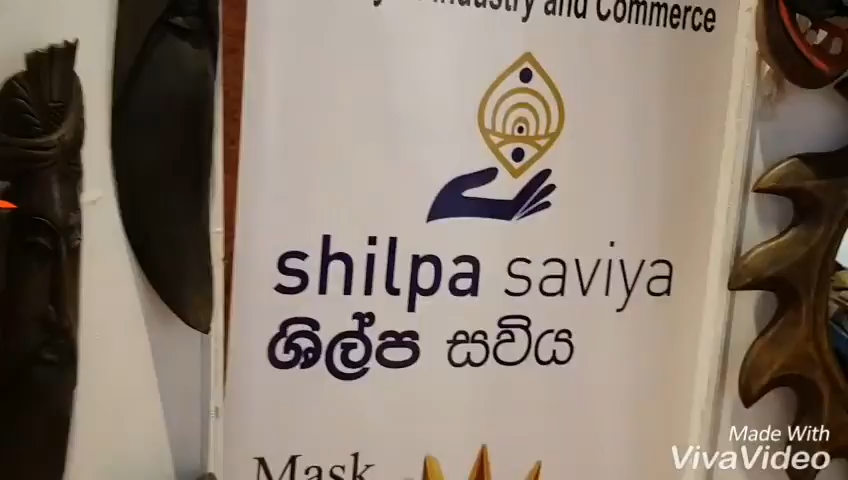 Industry and Commerce
shilpa saviya
ශිල්ප සවිය
Mask
Made With
VivaVideo